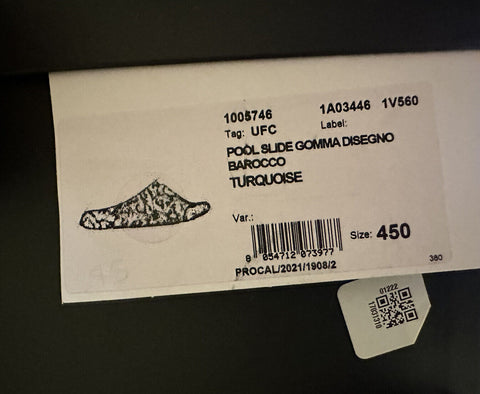 1005746 1A03446 1V560
Tag: UFC Label:
POOL SLIDE GOMMA DISEGNO
BAROCCO
TURQUOISE
Var.:
Size: 450
8 054712 073977
PROCAL/2021/1908/2
380
01222
17031310